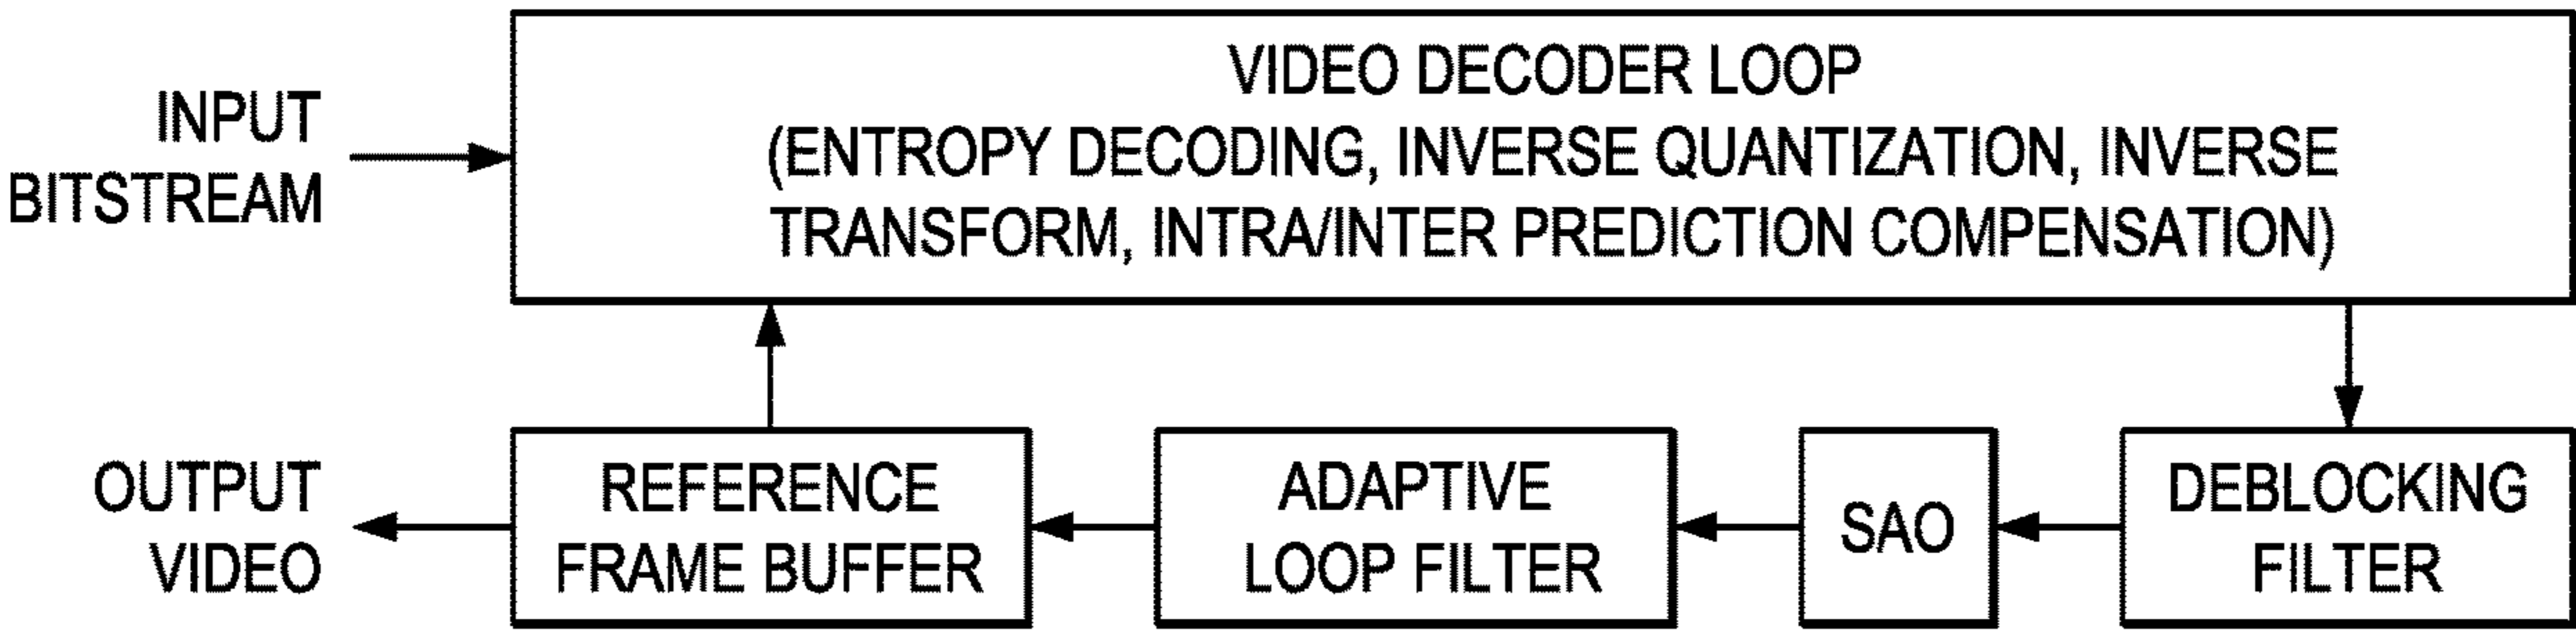 INPUT
BITSTREAM
VIDEO DECODER LOOP
(ENTROPY DECODING, INVERSE QUANTIZATION, INVERSE
TRANSFORM, INTRA/INTER PREDICTION COMPENSATION)
OUTPUT
VIDEO
REFERENCE
FRAME BUFFER
ADAPTIVE
LOOP FILTER
SAO
DEBLOCKING
FILTER